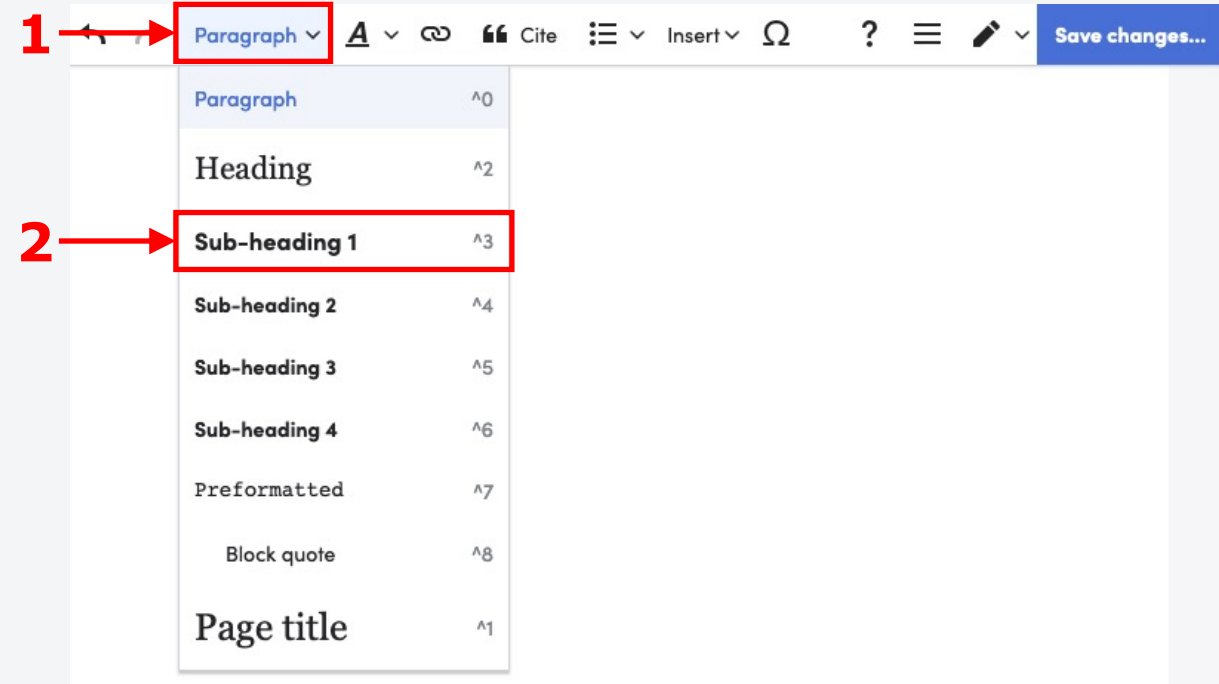 1
Paragraph A Cite Insert Ω ? Save changes...
Paragraph ^0
Heading ^2
2
Sub-heading 1 ^3
Sub-heading 2 ^4
Sub-heading 3 ^5
Sub-heading 4 ^6
Preformatted ^7
Block quote ^8
Page title ^1